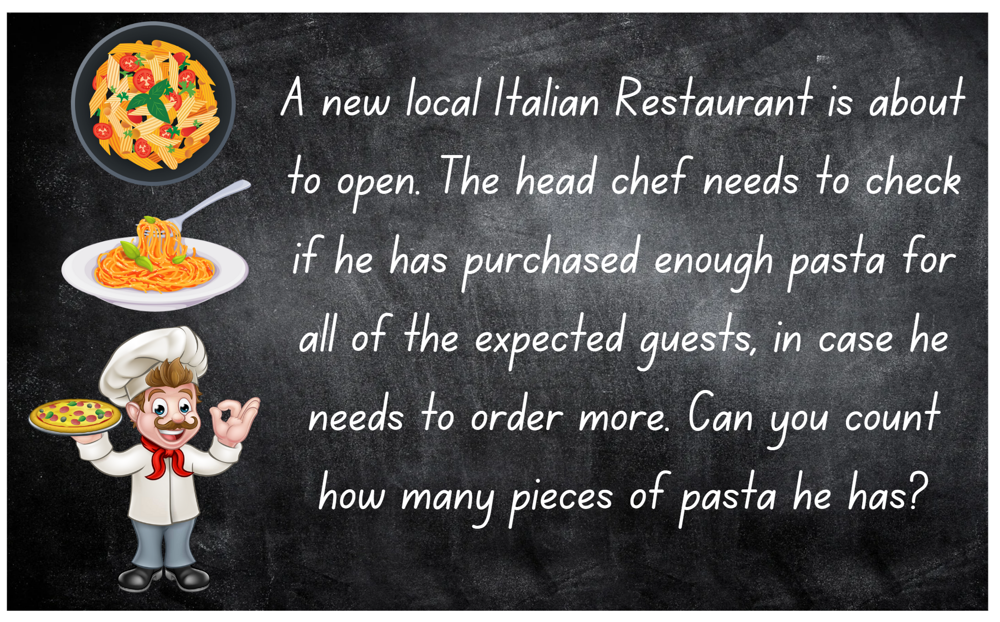 A new local Italian Restaurant is about
to open. The head chef needs to check
if he has purchased enough pasta for
all of the expected guests, in case he
needs to order more. Can you count
how many pieces of pasta he has?